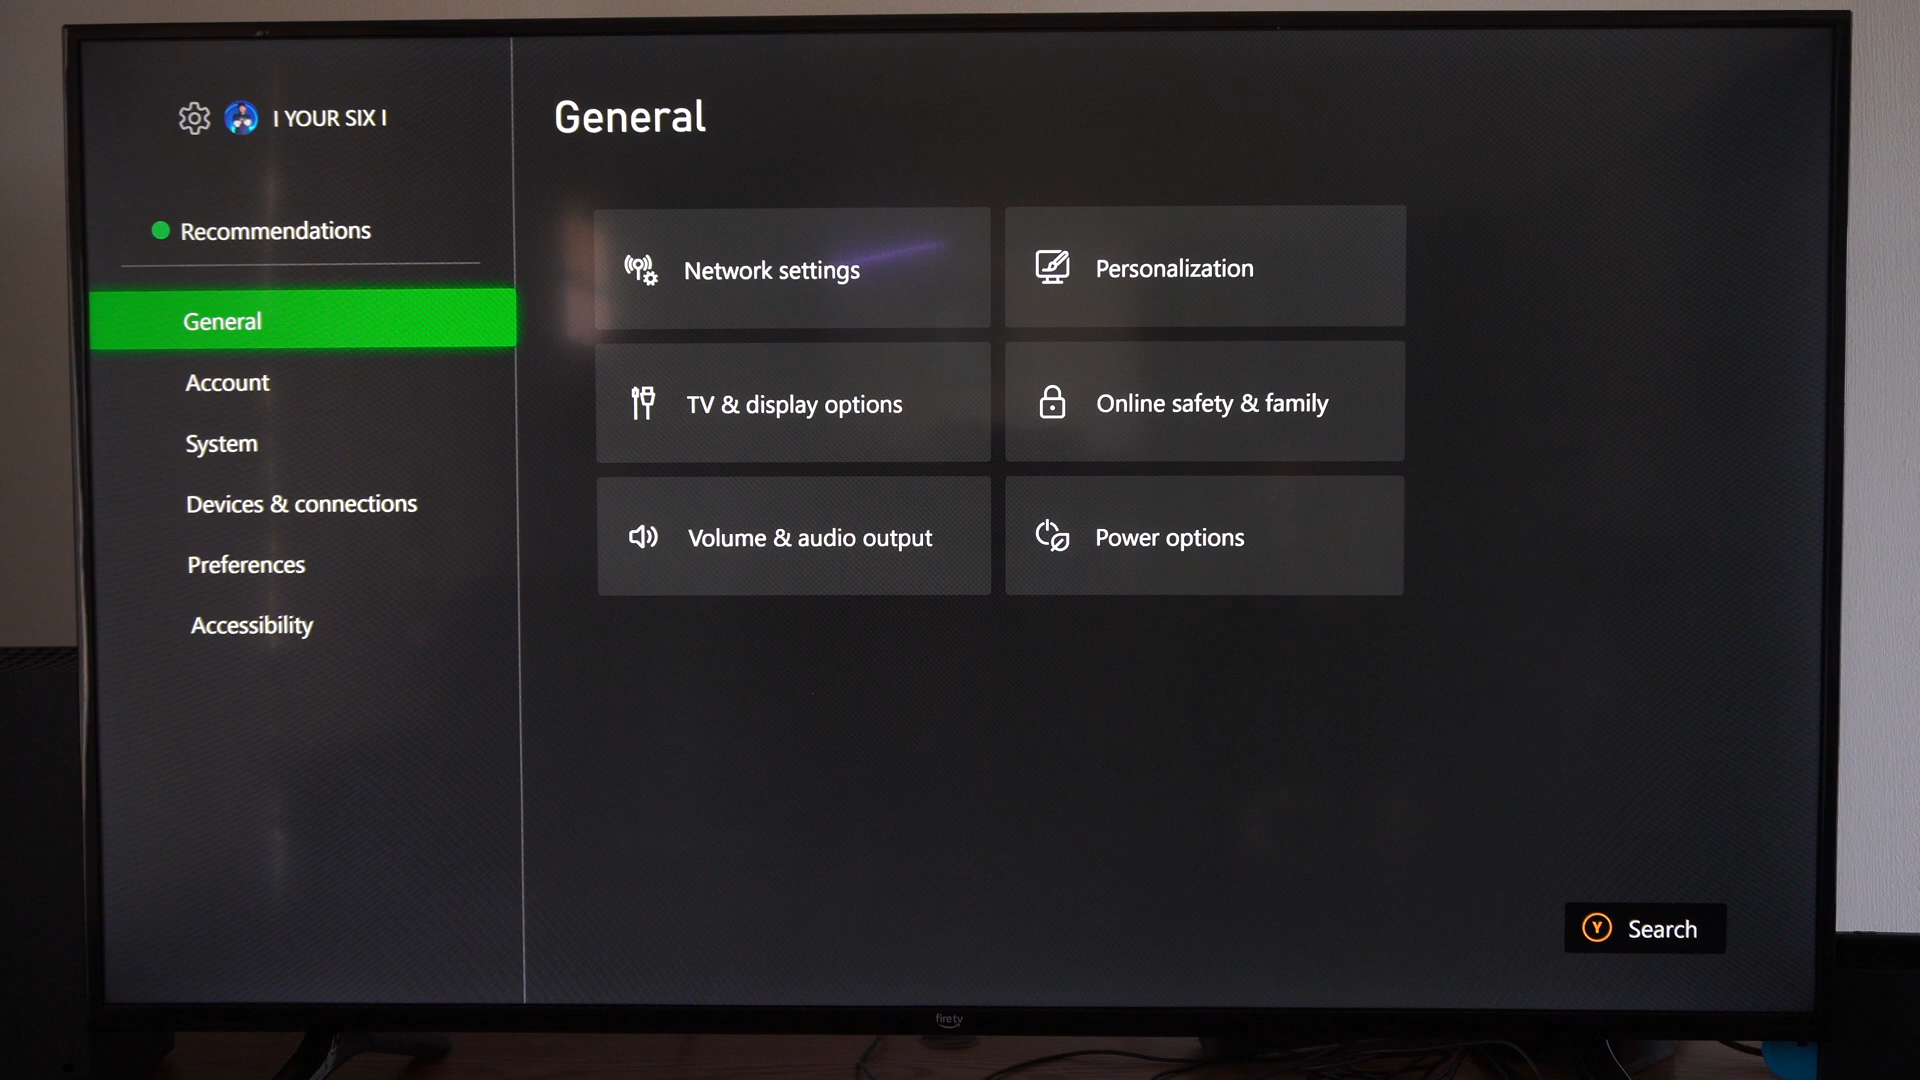 I YOUR SIX I
Recommendations
General
Account
System
Devices & connections
Preferences
Accessibility
General
Network settings
Personalization
TV & display options
Online safety & family
Volume & audio output
Power options
Y Search
firetv